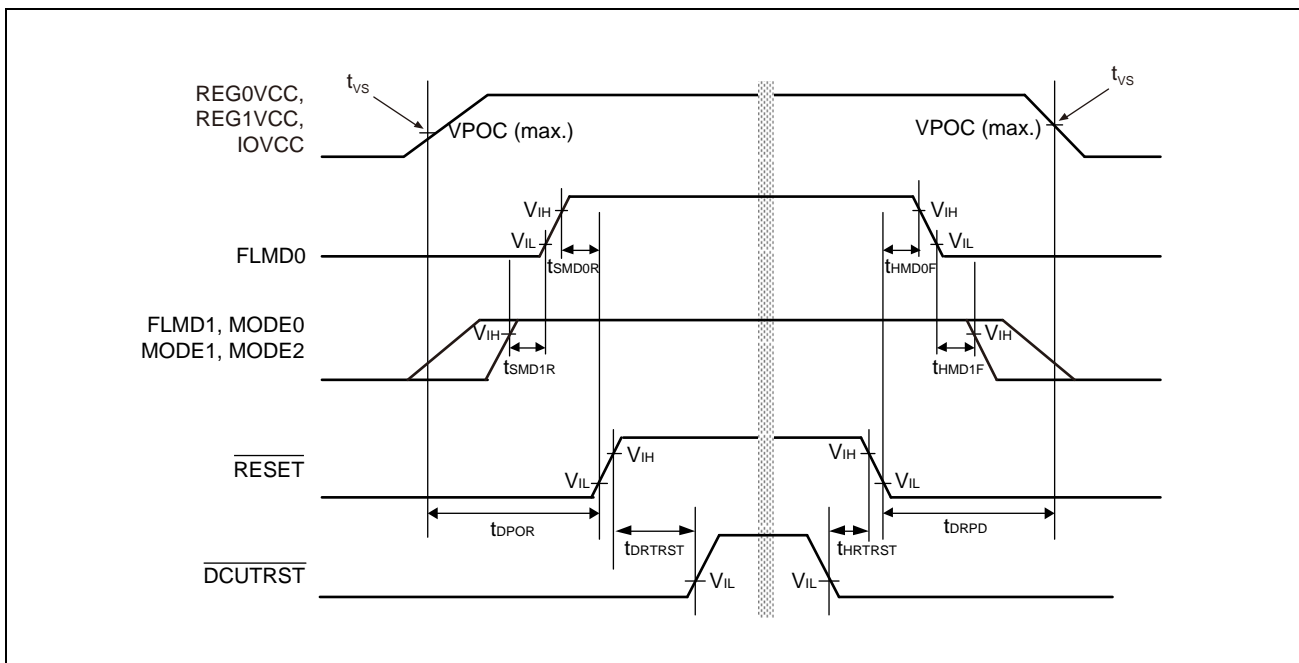 REG0VCC,
REG1VCC,
IOVCC
tVS
VPOC (max.)
VPOC (max.)
tVS
FLMD0
VIH
VIL
tSMD0R
VIH
VIL
tHMD0F
FLMD1, MODE0
MODE1, MODE2
VIH
tSMD1R
VIH
tHMD1F
RESET
VIH
VIL
VIH
VIL
tDPOR
tDRTRST
tHRTRST
tDRPD
DCUTRST
VIL
VIL